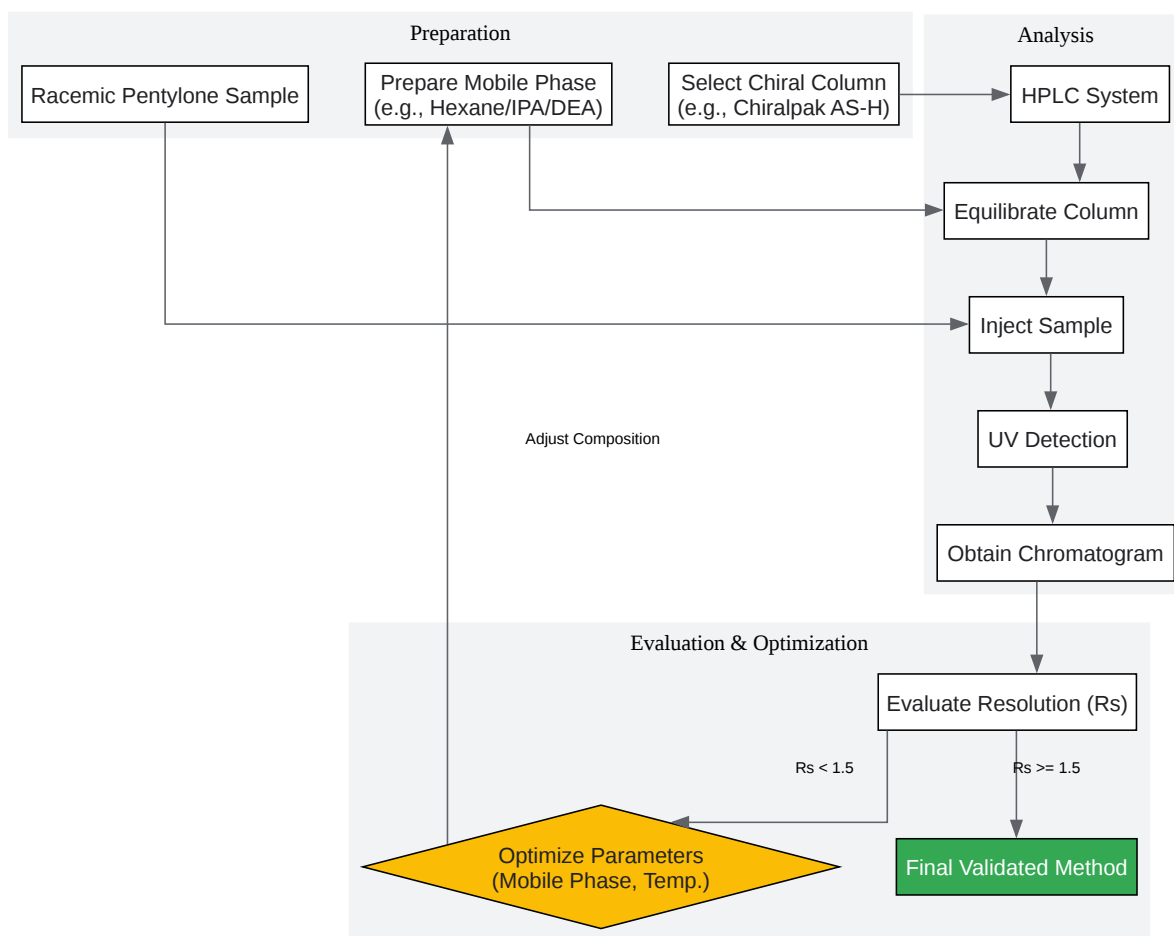 Preparation
Racemic Pentylone Sample
Prepare Mobile Phase
(e.g., Hexane/IPA/DEA)
Select Chiral Column
(e.g., Chiralpak AS-H)
Analysis
HPLC System
Equilibrate Column
Inject Sample
UV Detection
Obtain Chromatogram
Adjust Composition
Evaluation & Optimization
Evaluate Resolution (Rs)
Rs < 1.5
Rs >= 1.5
Optimize Parameters
(Mobile Phase, Temp.)
Final Validated Method